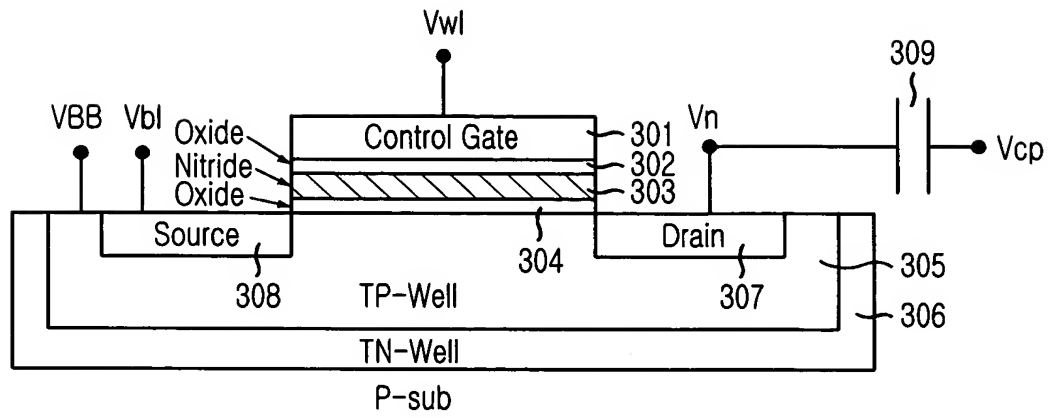 Vwl
309
VBB
Vbl
Oxide
Control Gate
301
Vn
Vcp
302
Nitride
303
Oxide
Source
304
Drain
305
308
TP-Well
307
306
TN-Well
P-sub